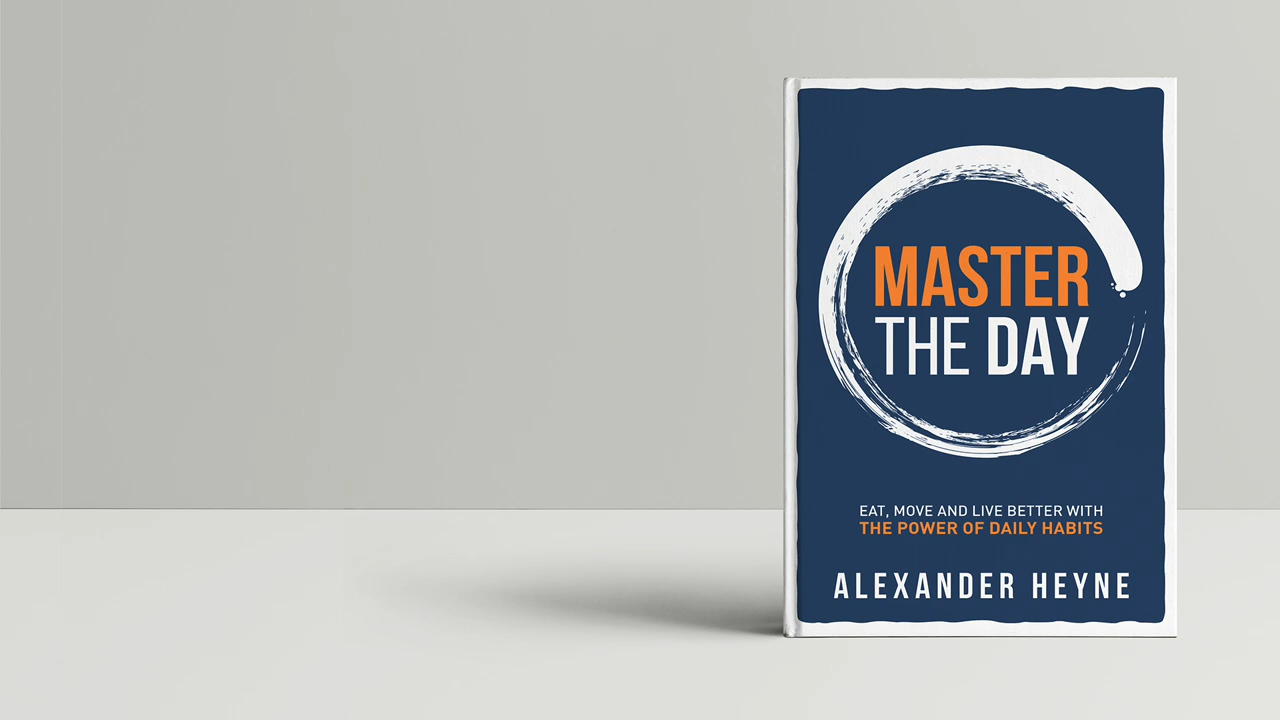 MASTER
THE DAY
EAT, MOVE AND LIVE BETTER WITH
THE POWER OF DAILY HABITS
ALEXANDER HEYNE